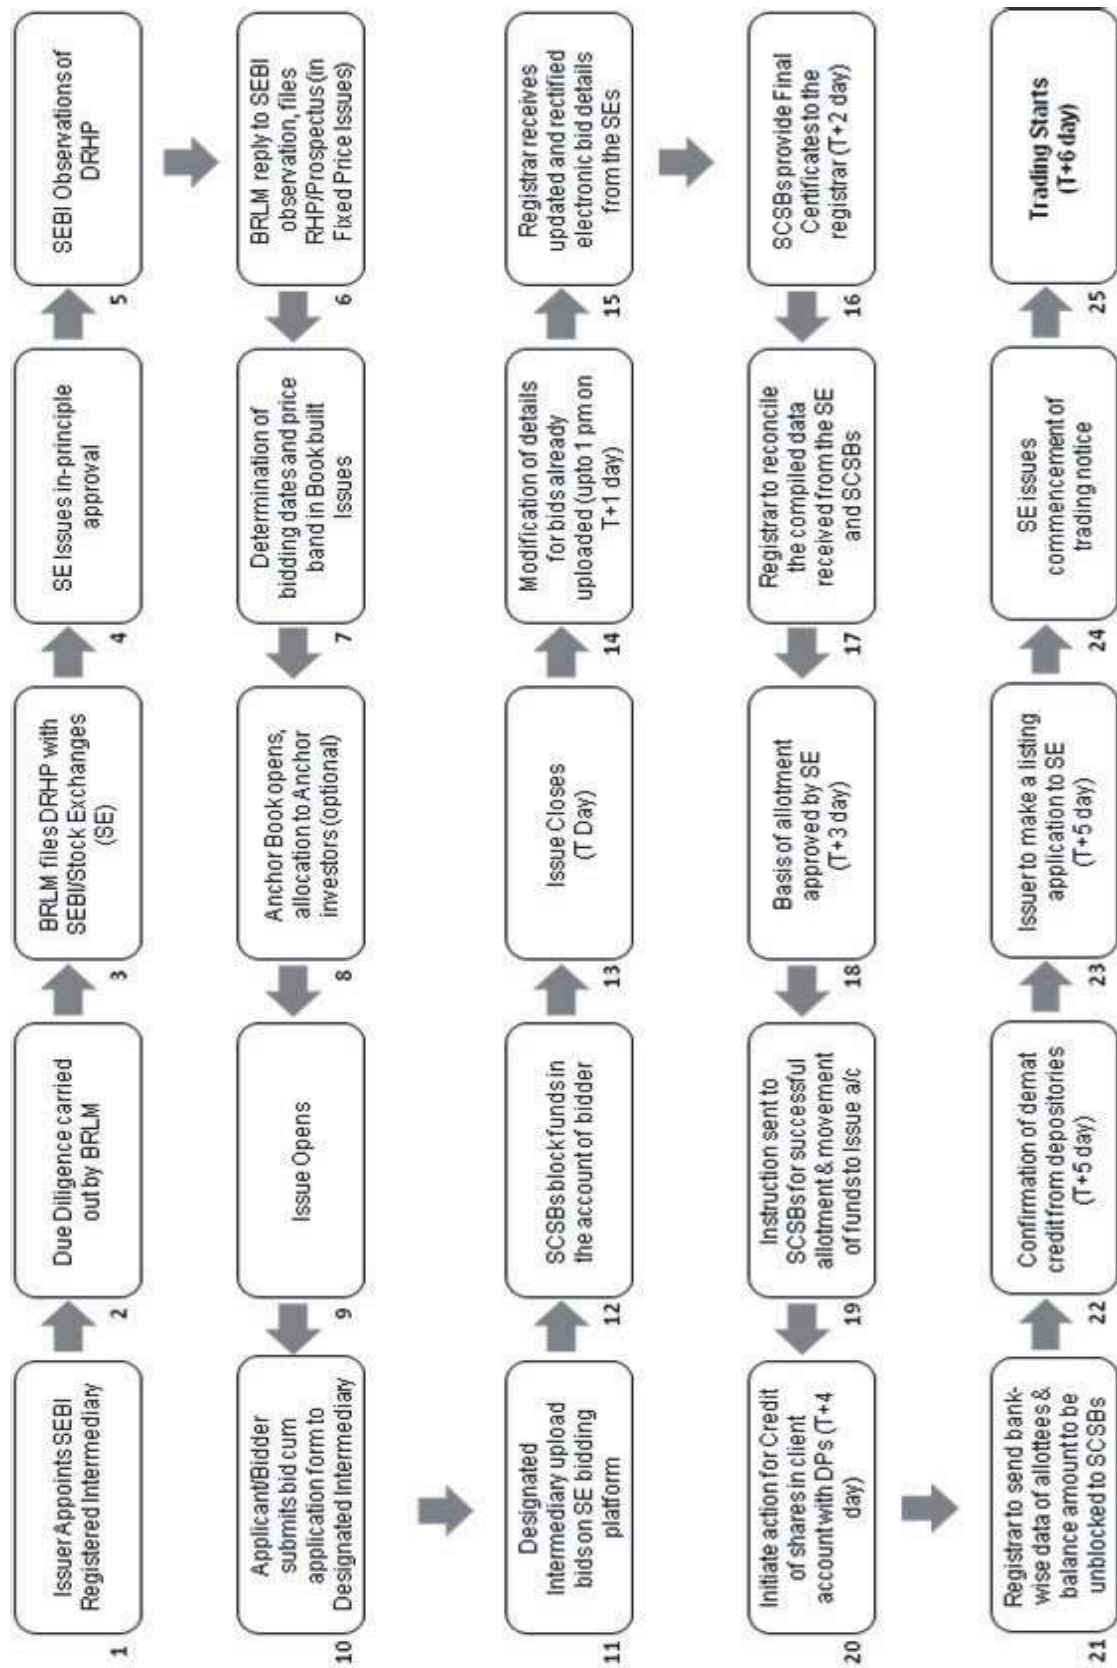 1
Issuer Appoints SEBI
Registered Intermediary
2
Due Diligence carried
out by BRLM
3
BRLM files DRHP with
SEBI/Stock Exchanges
(SE)
4
SE Issues in-principle
approval
5
SEBI Observations of
DRHP
6
BRLM reply to SEBI
observation, files
RHP/Prospectus (in
Fixed Price Issues)
7
Determination of
bidding dates and price
band in Book built
Issues
8
Anchor Book opens,
allocation to Anchor
investors (optional)
9
Issue Opens
10
Applicant/Bidder
submits bid cum
application form to
Designated Intermediary
11
Designated
Intermediary upload
bids on SE bidding
platform
12
SCSBs block funds in
the account of bidder
13
Issue Closes
(T Day)
14
Modification of details
for bids already
uploaded (upto 1 pm on
T+1 day)
15
Registrar receives
updated and rectified
electronic bid details
from the SEs
16
SCSBs provide Final
Certificates to the
registrar (T+2 day)
17
Registrar to reconcile
the compiled data
received from the SE
and SCSBs
18
Basis of allotment
approved by SE
(T+3 day)
19
Instruction sent to
SCSBs for successful
allotment & movement
of funds to Issue a/c
20
Initiate action for Credit
of shares in client
account with DPs (T+4
day)
21
Registrar to send bank-
wise data of allottees &
balance amount to be
unblocked to SCSBs
22
Confirmation of demat
credit from depositories
(T+5 day)
23
Issuer to make a listing
application to SE
(T+5 day)
24
SE issues
commencement of
trading notice
25
Trading Starts
(T+6 day)